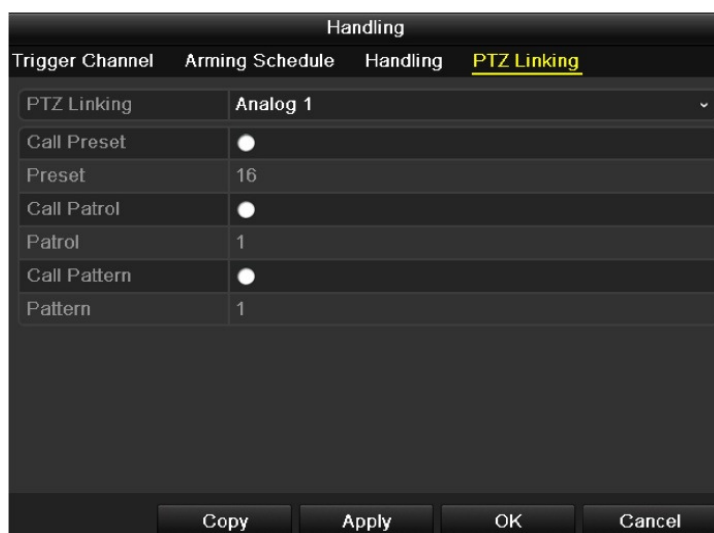 Handling
Trigger Channel Arming Schedule Handling PTZ Linking
PTZ Linking Analog 1
Call Preset
Preset 16
Call Patrol
Patrol 1
Call Pattern
Pattern 1
Copy Apply OK Cancel